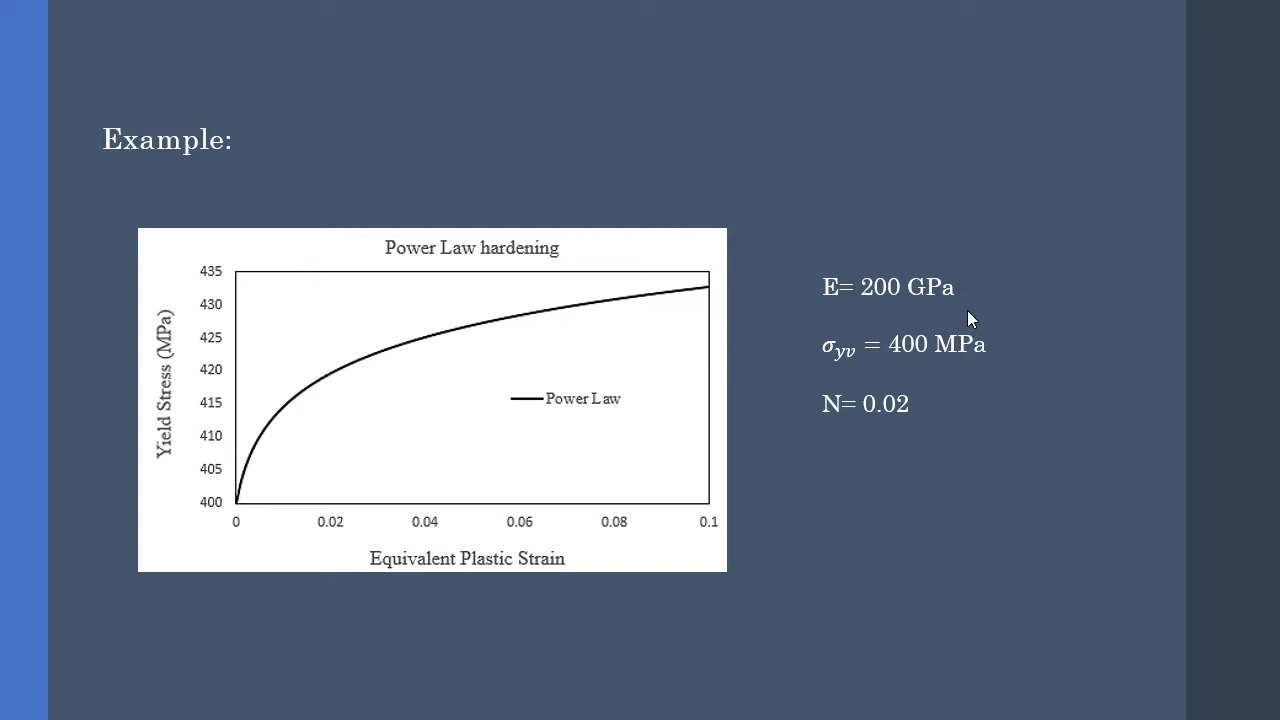 Example:
Power Law hardening
435
430
425
420
415
410
405
400
Yield Stress (MPa)
Power Law
0 0.02 0.04 0.06 0.08 0.1
Equivalent Plastic Strain
E= 200 GPa
σyv = 400 MPa
N= 0.02